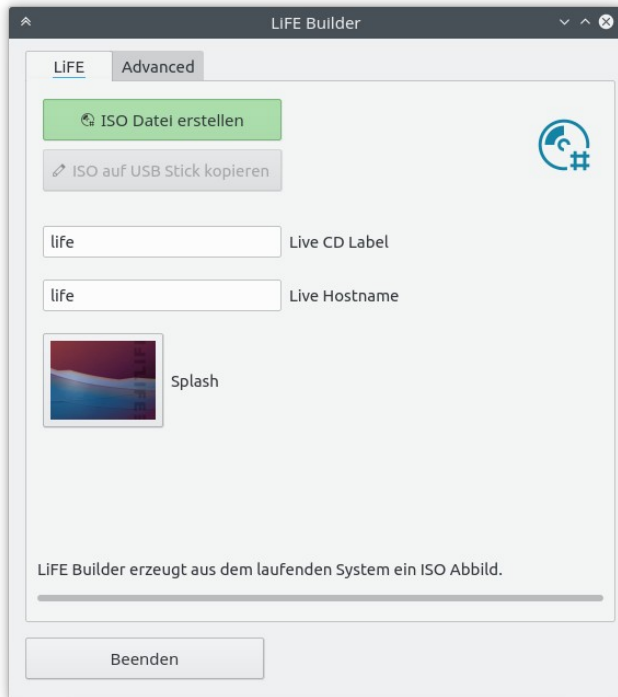 LiFE Builder
LiFE
Advanced
ISO Datei erstellen
ISO auf USB Stick kopieren
life
Live CD Label
life
Live Hostname
Splash
LiFE Builder erzeugt aus dem laufenden System ein ISO Abbild.
Beenden